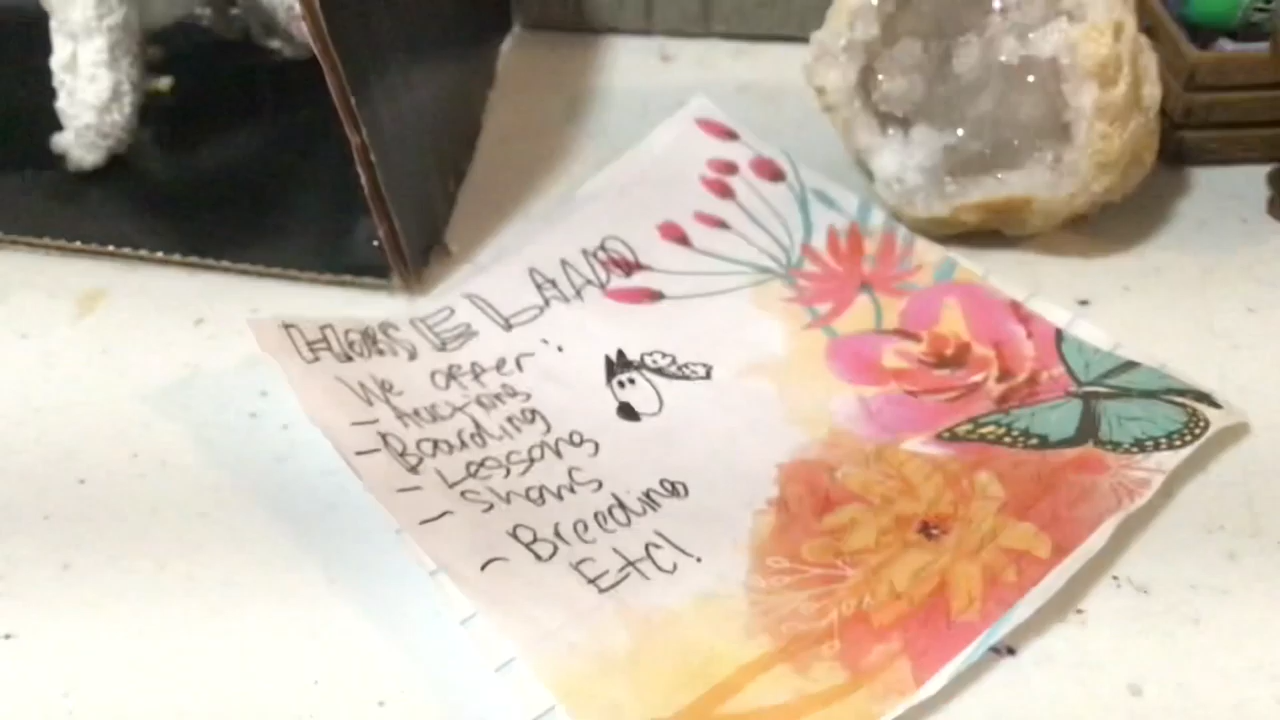 HORSE LAND
We offer:
- Auctions
- Boarding
- Lessons
- Shows
- Breeding
Etc!